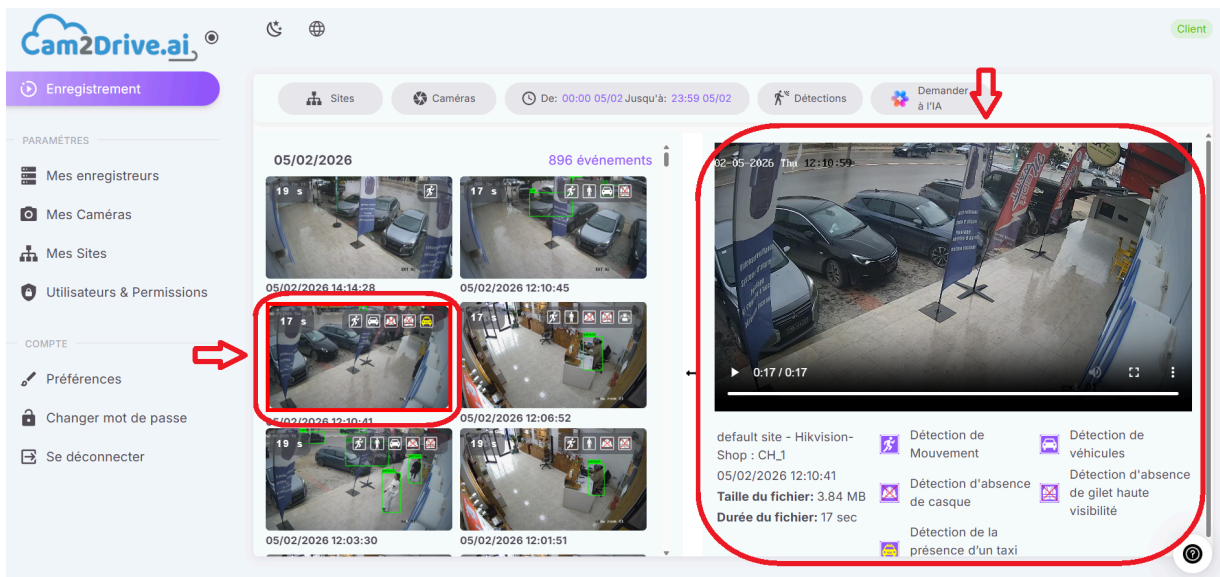 Cam2Drive.ai
Client
Enregistrement
Sites
Caméras
De: 00:00 05/02 Jusqu'à: 23:59 05/02
Détections
Demander
à l'IA
PARAMÉTRES
Mes enregistreurs
Mes Caméras
Mes Sites
Utilisateurs & Permissions
COMPTE
Préférences
Changer mot de passe
Se déconnecter
05/02/2026
896 événements
19 s
17 s
05/02/2026 14:14:28
05/02/2026 12:10:45
17 s
17 s
05/02/2026 12:10:41
05/02/2026 12:06:52
19 s
19 s
05/02/2026 12:03:30
05/02/2026 12:01:51
02-05-2026 Thu 12:10:59
0:17 / 0:17
default site - Hikvision-
Shop : CH_1
05/02/2026 12:10:41
Taille du fichier: 3.84 MB
Durée du fichier: 17 sec
Détection de
Mouvement
Détection de
véhicules
Détection d'absence
de casque
Détection d'absence
de gilet haute
visibilité
Détection de la
présence d'un taxi